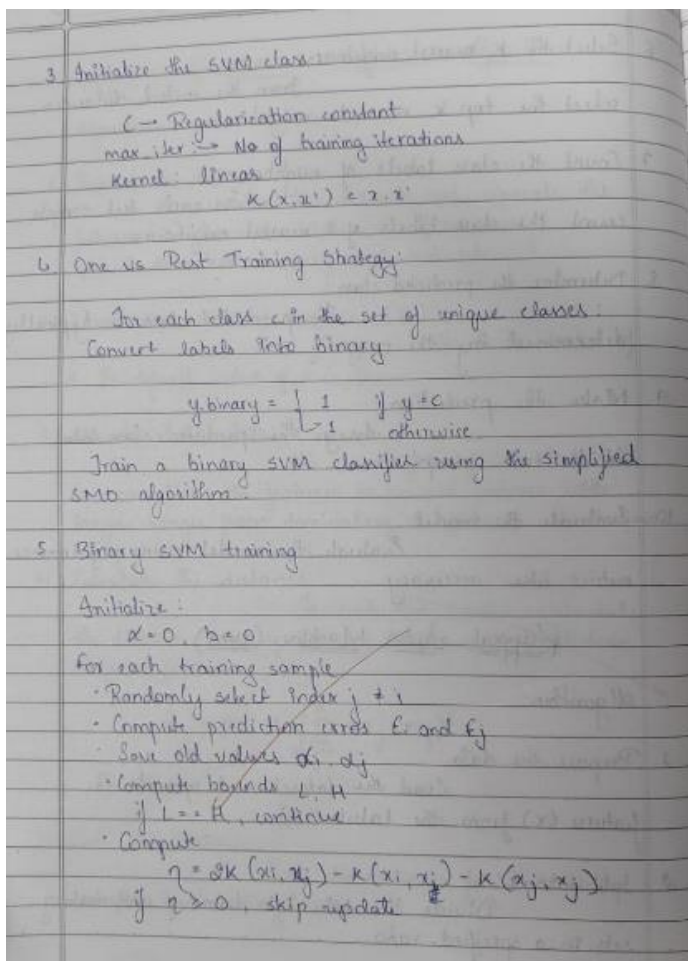 3 Initialize the SVM class
C → Regularization constant
max_iter: → No of training iterations
Kernel: linear
K(x, x') = x. x'
4 One vs Rest Training Strategy:
For each class c in the set of unique classes:
Convert labels into binary
y-binary = { 1 if y = c
-1 otherwise
Train a binary SVM classifier using the simplified
SMO algorithm.
5 Binary SVM training
Initialize:
α = 0, b = 0
For each training sample
• Randomly select index j ≠ i
• Compute prediction errors Ei and Ej
• Save old values αi, αj
• Compute bounds L, H
if L == H, continue
• Compute
η = 2K(xi, xj) - K(xi, xi) - K(xj, xj)
if η ≥ 0, skip update